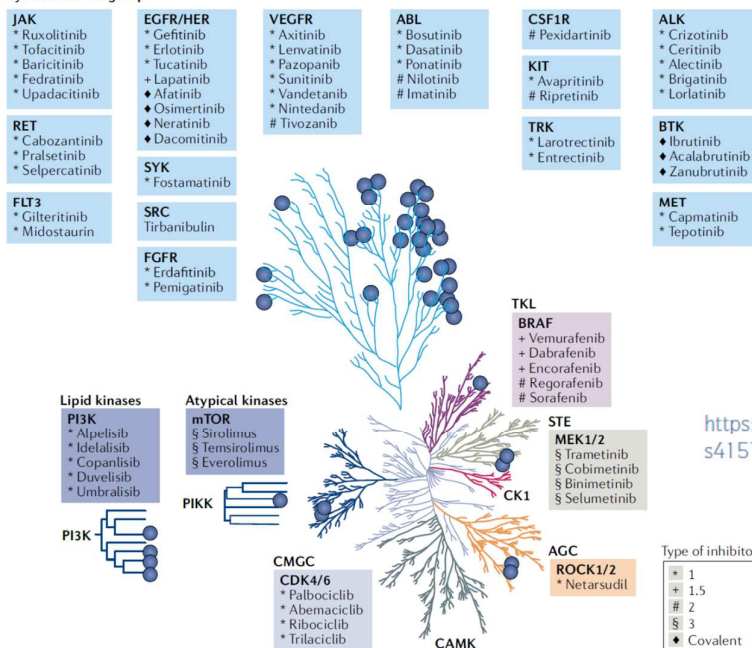 JAK
* Ruxolitinib
* Tofacitinib
* Baricitinib
* Fedratinib
* Upadacitinib
RET
* Cabozantinib
* Pralsetinib
* Selpercatinib
FLT3
* Gilteritinib
* Midostaurin
EGFR/HER
* Gefitinib
* Erlotinib
* Tucatinib
+ Lapatinib
♦ Afatinib
♦ Osimertinib
♦ Neratinib
♦ Dacomitinib
SYK
* Fostamatinib
SRC
Tirbanibulin
FGFR
* Erdafitinib
* Pemigatinib
VEGFR
* Axitinib
* Lenvatinib
* Pazopanib
* Sunitinib
* Vandetanib
* Nintedanib
# Tivozanib
ABL
* Bosutinib
* Dasatinib
* Ponatinib
# Nilotinib
# Imatinib
CSF1R
# Pexidartinib
KIT
* Avapritinib
# Ripretinib
TRK
* Larotrectinib
* Entrectinib
ALK
* Crizotinib
* Ceritinib
* Alectinib
* Brigatinib
* Lorlatinib
BTK
♦ Ibrutinib
♦ Acalabrutinib
♦ Zanubrutinib
MET
* Capmatinib
* Tepotinib
TKL
BRAF
+ Vemurafenib
+ Dabrafenib
+ Encorafenib
# Regorafenib
# Sorafenib
https:
s4157
Lipid kinases
PI3K
* Alpelisib
* Idelalisib
* Copanlisib
* Duvelisib
* Umbralisib
PI3K
Atypical kinases
mTOR
§ Sirolimus
§ Temsirolimus
§ Everolimus
PIKK
STE
MEK1/2
§ Trametinib
§ Cobimetinib
§ Binimetinib
§ Selumetinib
CK1
AGC
ROCK1/2
* Netarsudil
CMGC
CDK4/6
* Palbociclib
* Abemaciclib
* Ribociclib
* Trilaciclib
CAMK
Type of inhibito
* 1
+ 1.5
# 2
§ 3
♦ Covalent